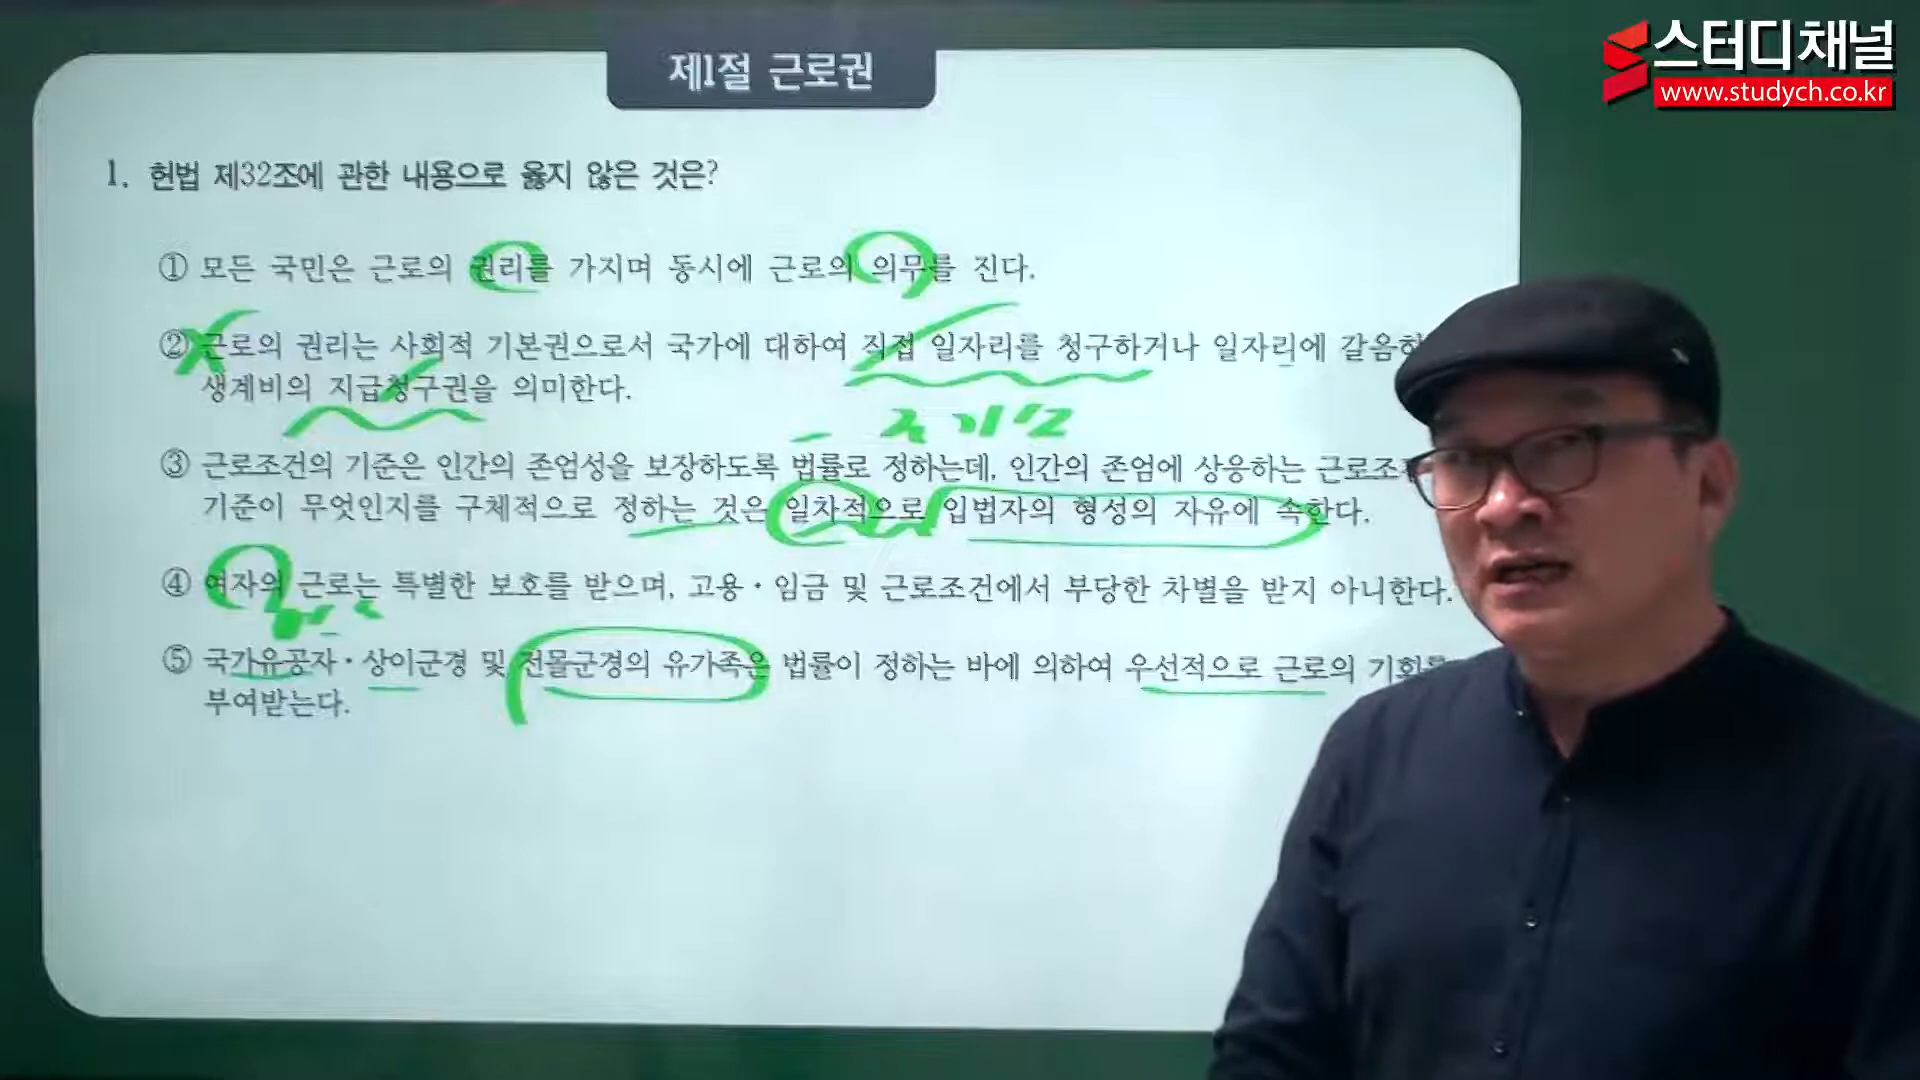 스터디채널
www.studych.co.kr
제1절 근로권
1. 헌법 제32조에 관한 내용으로 옳지 않은 것은?
① 모든 국민은 근로의 권리를 가지며 동시에 근로의 의무를 진다.
② 근로의 권리는 사회적 기본권으로서 국가에 대하여 직접 일자리를 청구하거나 일자리에
생계비의 지급청구권을 의미한다.
③ 근로조건의 기준은 인간의 존엄성을 보장하도록 법률로 정하는데, 인간의 존엄에 상응하는
기준이 무엇인지를 구체적으로 정하는 것은 일차적으로 입법자의 형성의 자유에 속한다.
④ 여자의 근로는 특별한 보호를 받으며, 고용·임금 및 근로조건에서 부당한 차별을 받지 아니한다.
⑤ 국가유공자·상이군경 및 전몰군경의 유가족은 법률이 정하는 바에 의하여 우선적으로 근로의
부여받는다.